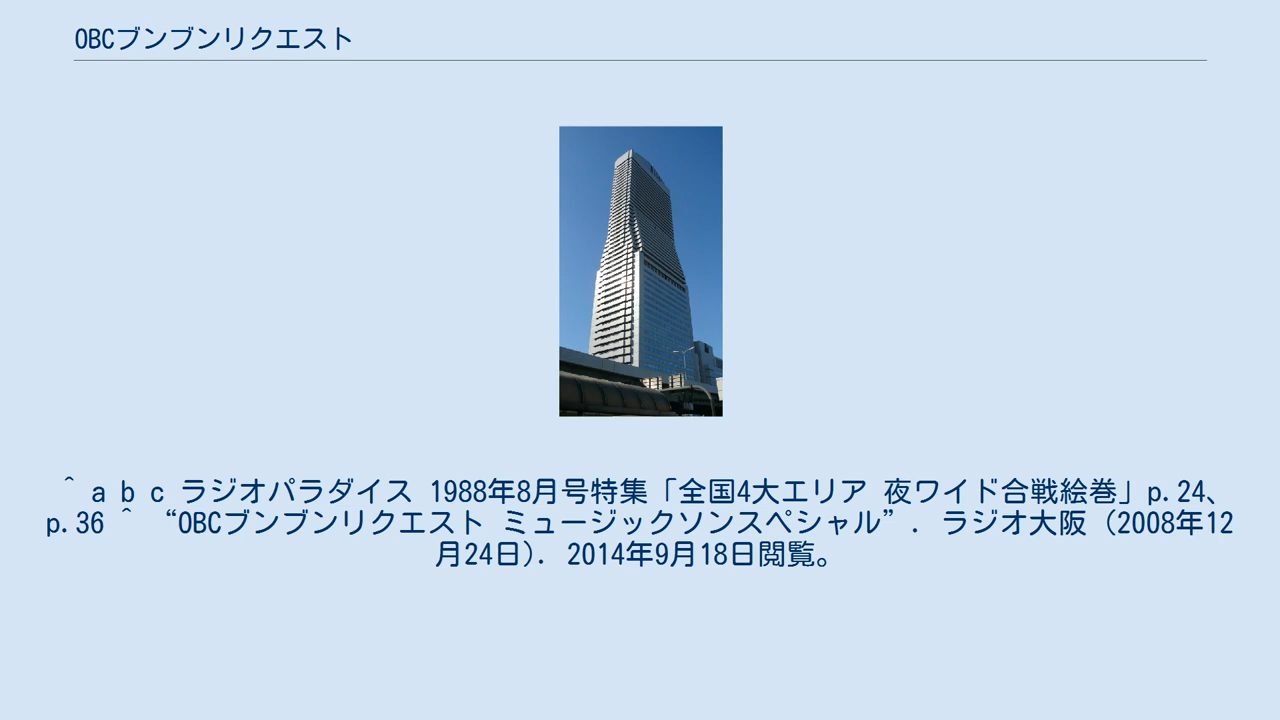 OBCブンブンリクエスト
^ a b c ラジオパラダイス 1988年8月号特集「全国4大エリア 夜ワイド合戦絵巻」p.24、
p.36 ^ “OBCブンブンリクエスト ミュージックソンスペシャル”. ラジオ大阪 (2008年12
月24日). 2014年9月18日閲覧。